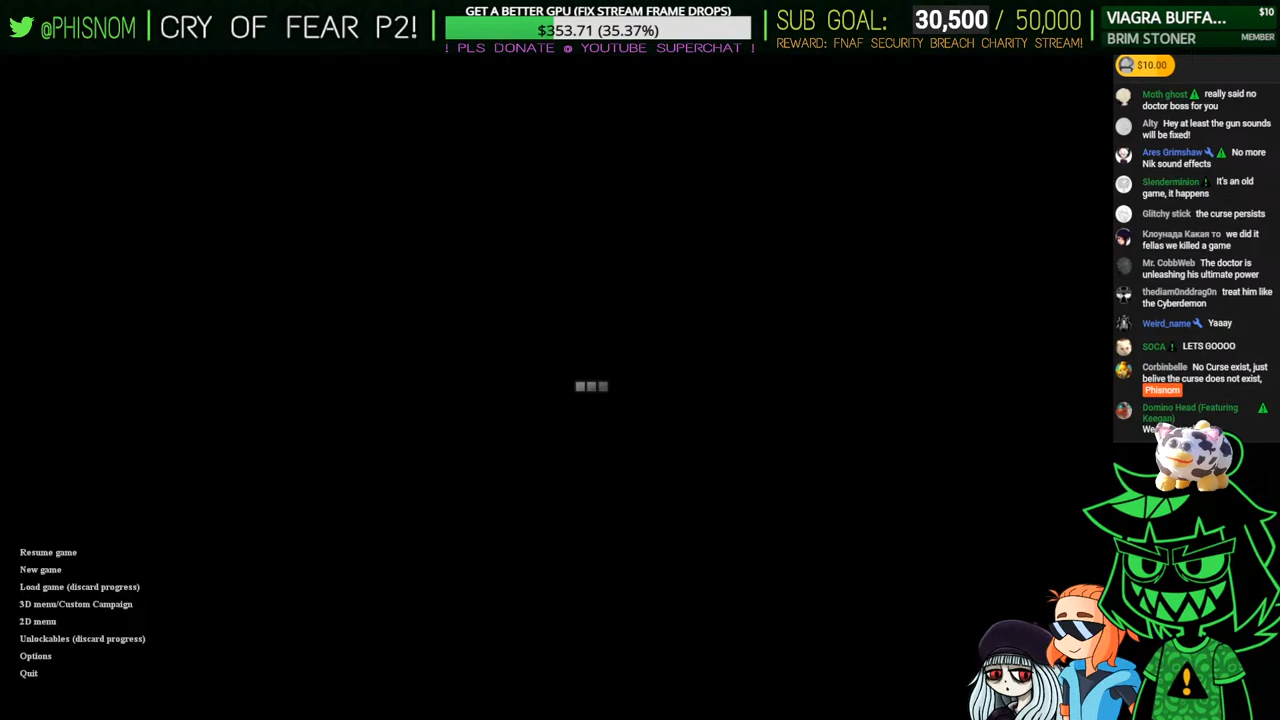 @PHISNOM
CRY OF FEAR P2!
GET A BETTER GPU (FIX STREAM FRAME DROPS)
$353.71 (35.37%)
! PLS DONATE @ YOUTUBE SUPERCHAT !
SUB GOAL: 30,500 / 50,000
REWARD: FNAF SECURITY BREACH CHARITY STREAM!
VIAGRA BUFFA... $10
BRIM STONER MEMBER
$10.00
Moth ghost really said no
doctor boss for you
Alty Hey at least the gun sounds
will be fixed!
Ares Grimshaw No more
Nik sound effects
Slenderminion It's an old
game, it happens
Glitchy stick the curse persists
Клоунада Какая то we did it
fellas we killed a game
Mr. CobbWeb The doctor is
unleashing his ultimate power
thediam0nddrag0n treat him like
the Cyberdemon
Weird_name Yaaay
SOCA LETS GOOOO
Corbinbelle No Curse exist, just
belive the curse does not exist,
Phisnom
Domino Head (Featuring
Keegan)
Resume game
New game
Load game (discard progress)
3D menu/Custom Campaign
2D menu
Unlockables (discard progress)
Options
Quit